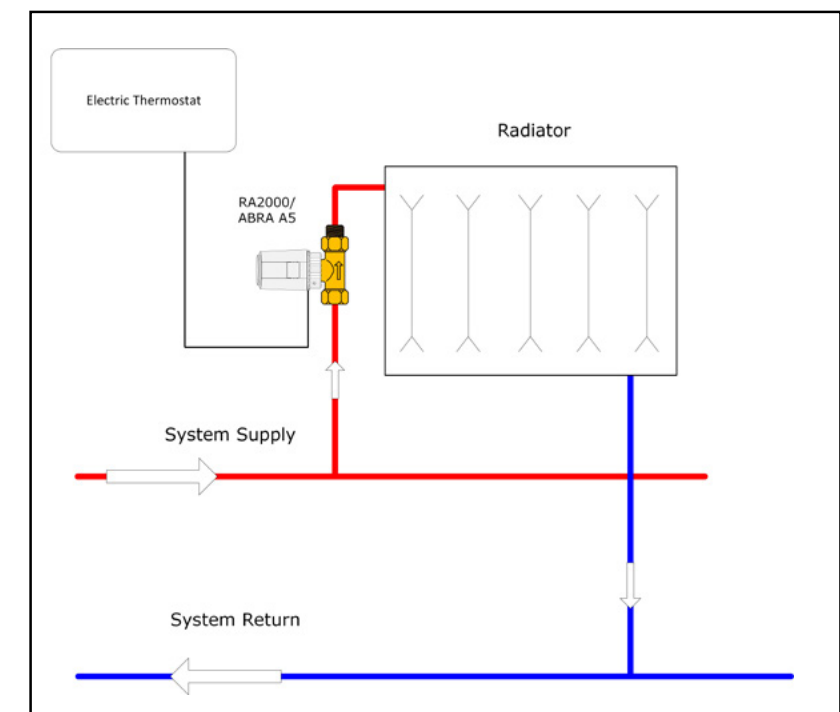 Electric Thermostat
Radiator
RA2000/
ABRA A5
System Supply
System Return